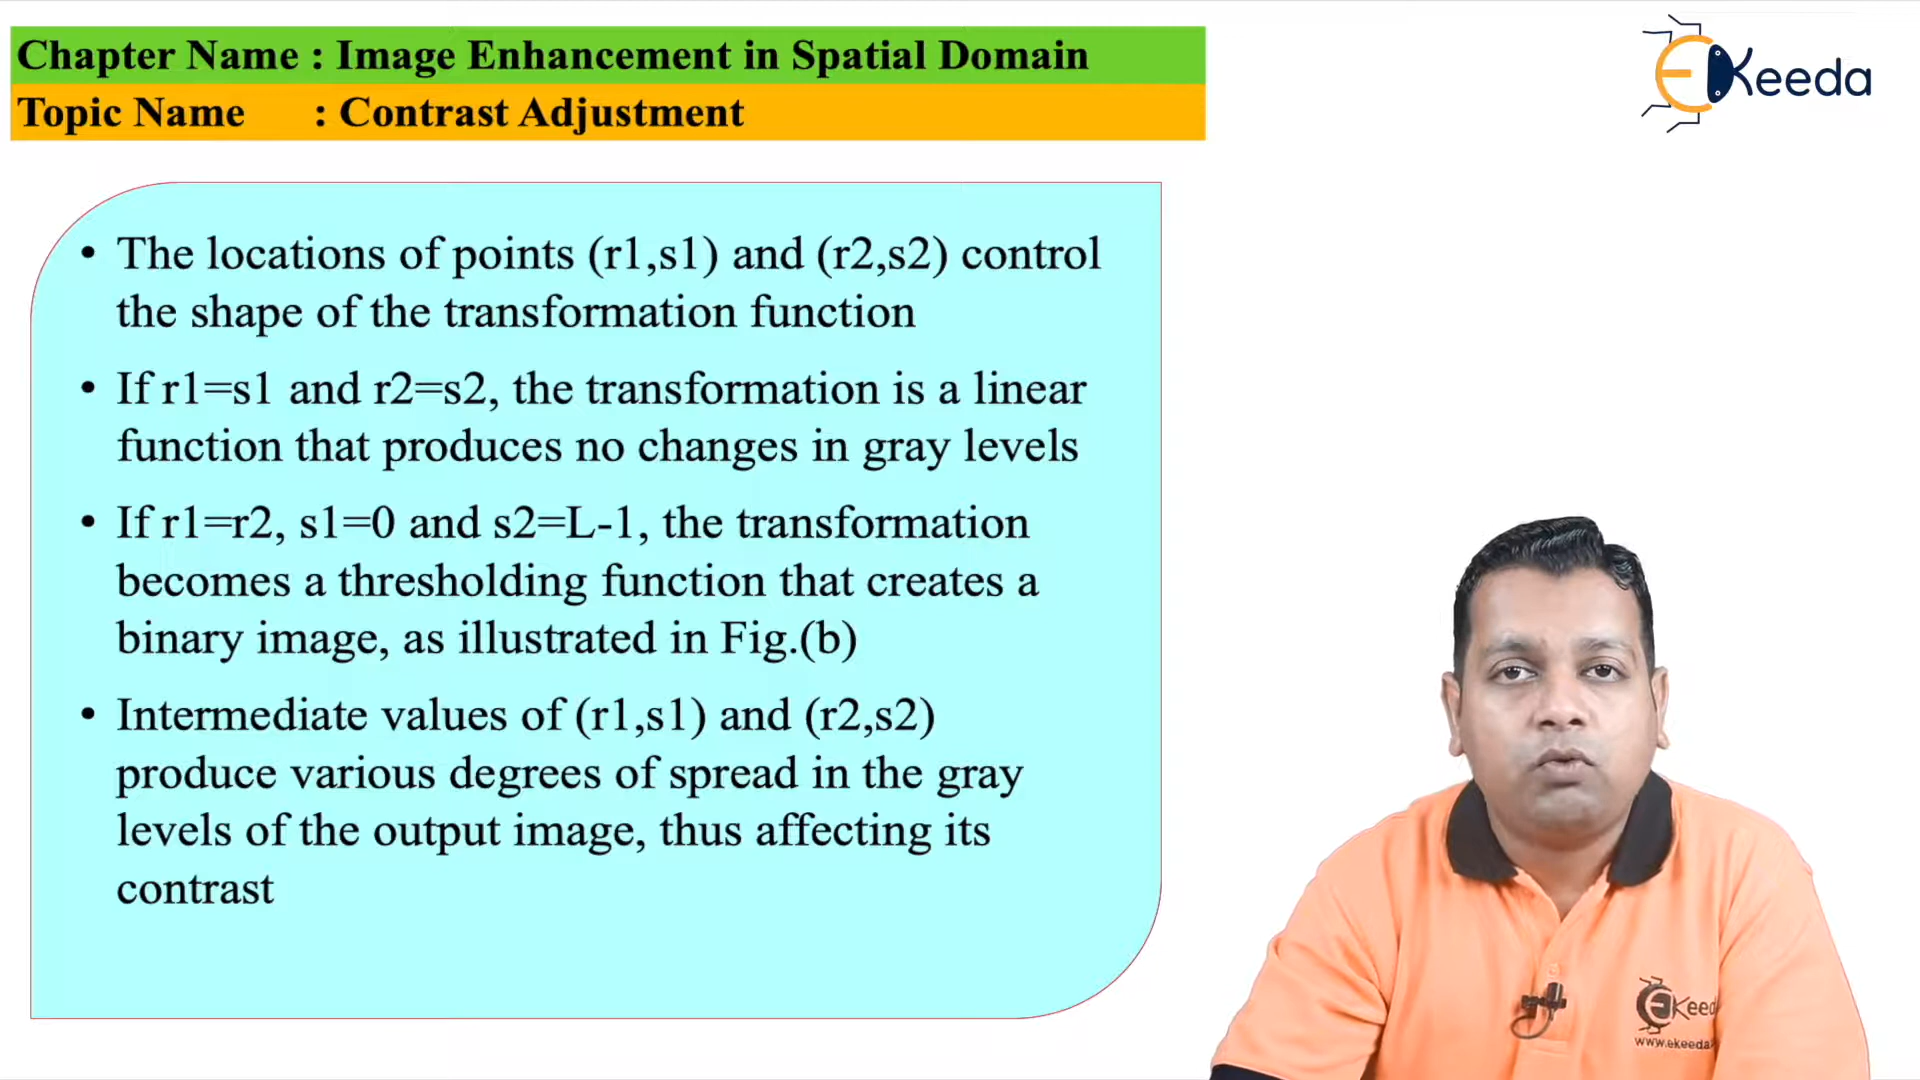 Chapter Name : Image Enhancement in Spatial Domain
Topic Name : Contrast Adjustment
EKeeda
• The locations of points (r1,s1) and (r2,s2) control
the shape of the transformation function
• If r1=s1 and r2=s2, the transformation is a linear
function that produces no changes in gray levels
• If r1=r2, s1=0 and s2=L-1, the transformation
becomes a thresholding function that creates a
binary image, as illustrated in Fig.(b)
• Intermediate values of (r1,s1) and (r2,s2)
produce various degrees of spread in the gray
levels of the output image, thus affecting its
contrast
EKeed
www.ekeeda